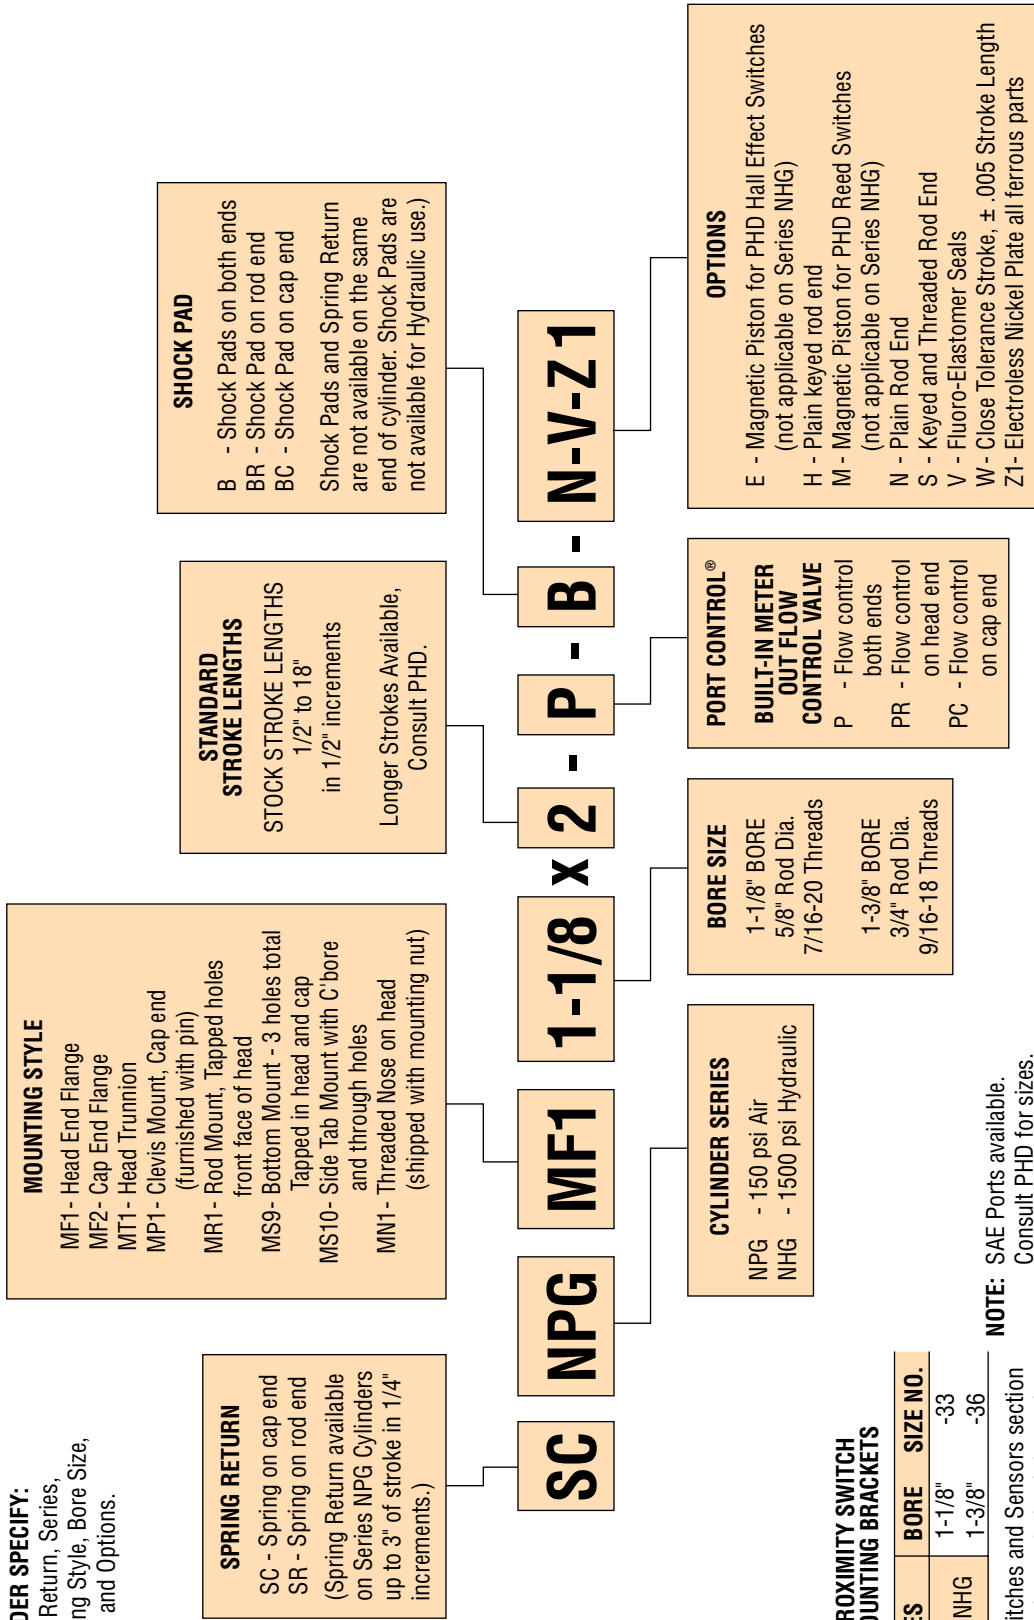 DER SPECIFY:
Return, Series,
ng Style, Bore Size,
and Options.
SPRING RETURN
SC - Spring on cap end
SR - Spring on rod end
(Spring Return available
on Series NPG Cylinders
up to 3" of stroke in 1/4"
increments.)
MOUNTING STYLE
MF1 - Head End Flange
MF2 - Cap End Flange
MT1 - Head Trunnion
MP1 - Clevis Mount, Cap end
(furnished with pin)
MR1 - Rod Mount, Tapped holes
front face of head
MS9 - Bottom Mount - 3 holes total
Tapped in head and cap
MS10 - Side Tab Mount with C'bore
and through holes
MN1 - Threaded Nose on head
(shipped with mounting nut)
STANDARD
STROKE LENGTHS
STOCK STROKE LENGTHS
1/2" to 18"
in 1/2" increments
Longer Strokes Available,
Consult PHD.
SHOCK PAD
B - Shock Pads on both ends
BR - Shock Pad on rod end
BC - Shock Pad on cap end
Shock Pads and Spring Return
are not available on the same
end of cylinder. Shock Pads are
not available for Hydraulic use.)
SC NPG MF1 1-1/8 x 2 - P - B - N-V-Z1
CYLINDER SERIES
NPG - 150 psi Air
NHG - 1500 psi Hydraulic
BORE SIZE
1-1/8" BORE
5/8" Rod Dia.
7/16-20 Threads
1-3/8" BORE
3/4" Rod Dia.
9/16-18 Threads
PORT CONTROL®
BUILT-IN METER
OUT FLOW
CONTROL VALVE
P - Flow control
both ends
PR - Flow control
on head end
PC - Flow control
on cap end
OPTIONS
E - Magnetic Piston for PHD Hall Effect Switches
(not applicable on Series NHG)
H - Plain keyed rod end
M - Magnetic Piston for PHD Reed Switches
(not applicable on Series NHG)
N - Plain Rod End
S - Keyed and Threaded Rod End
V - Fluoro-Elastomer Seals
W - Close Tolerance Stroke, ± .005 Stroke Length
Z1- Electroless Nickel Plate all ferrous parts
ROXIMITY SWITCH
OUNTING BRACKETS
ES BORE SIZE NO.
NHG 1-1/8" -33
1-3/8" -36
itches and Sensors section
NOTE: SAE Ports available.
Consult PHD for sizes.